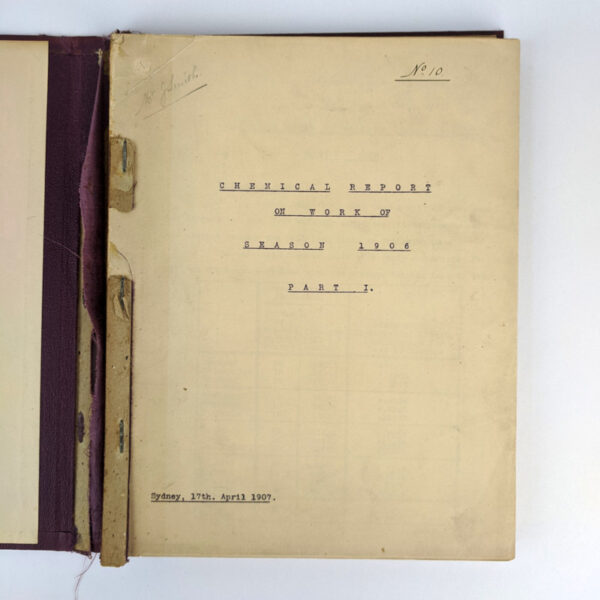 Nº 10
CHEMICAL REPORT
ON WORK OF
SEASON 1906
PART I.
Sydney, 17th. April 1907.